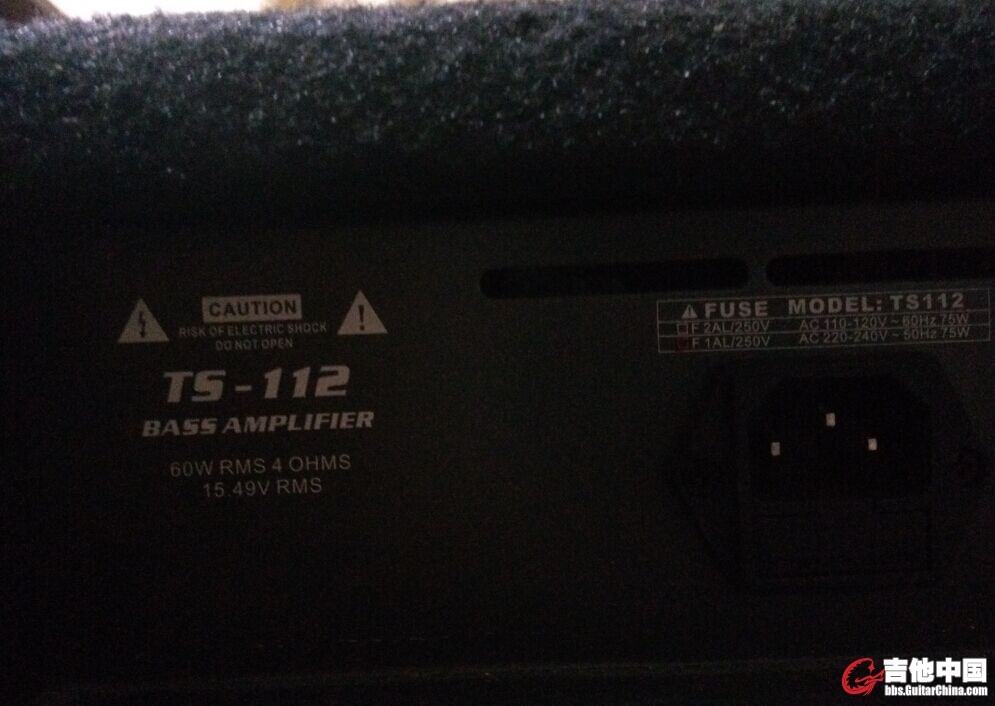 CAUTION
RISK OF ELECTRIC SHOCK
DO NOT OPEN
TS-112
BASS AMPLIFIER
60W RMS 4 OHMS
15.49V RMS
FUSE MODEL: TS112
F 2AL/250V AC 110-120V ~ 60Hz 75W
F 1AL/250V AC 220-240V ~ 50Hz 75W
吉他中国
bbs.GuitarChina.com